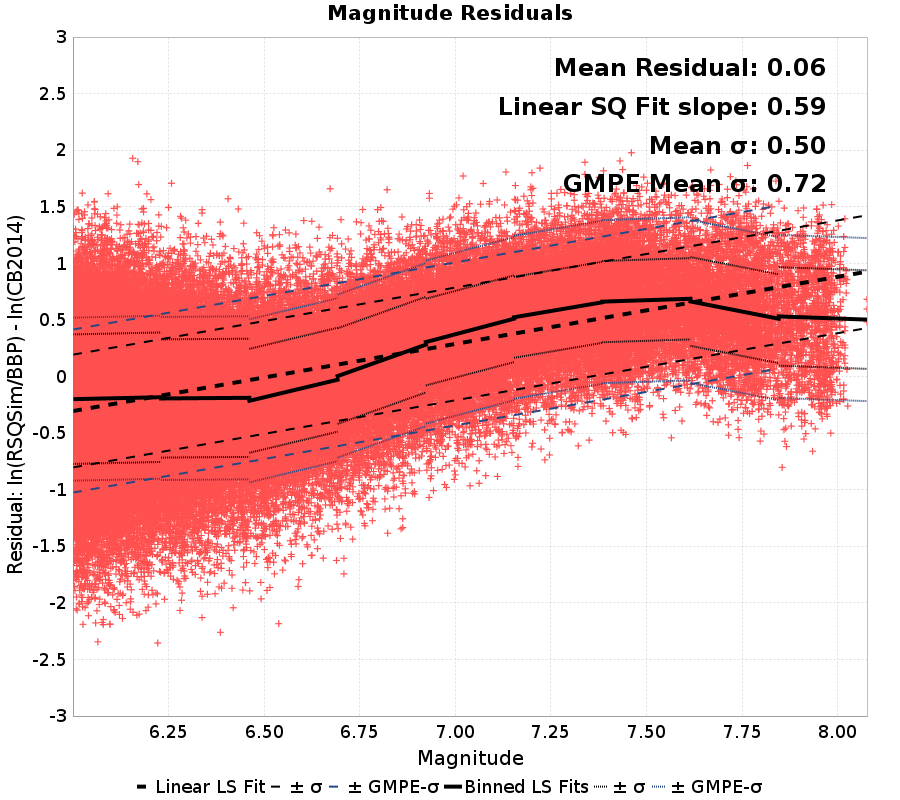 Magnitude Residuals
Mean Residual: 0.06
Linear SQ Fit slope: 0.59
Mean σ: 0.50
GMPE Mean σ: 0.72
Residual: ln(RSQSim/BBP) - ln(CB2014)
3
2.5
2
1.5
1
0.5
0
-0.5
-1
-1.5
-2
-2.5
-3
6.25 6.50 6.75 7.00 7.25 7.50 7.75 8.00
Magnitude
Linear LS Fit ± σ ± GMPE-σ Binned LS Fits ± σ ± GMPE-σ